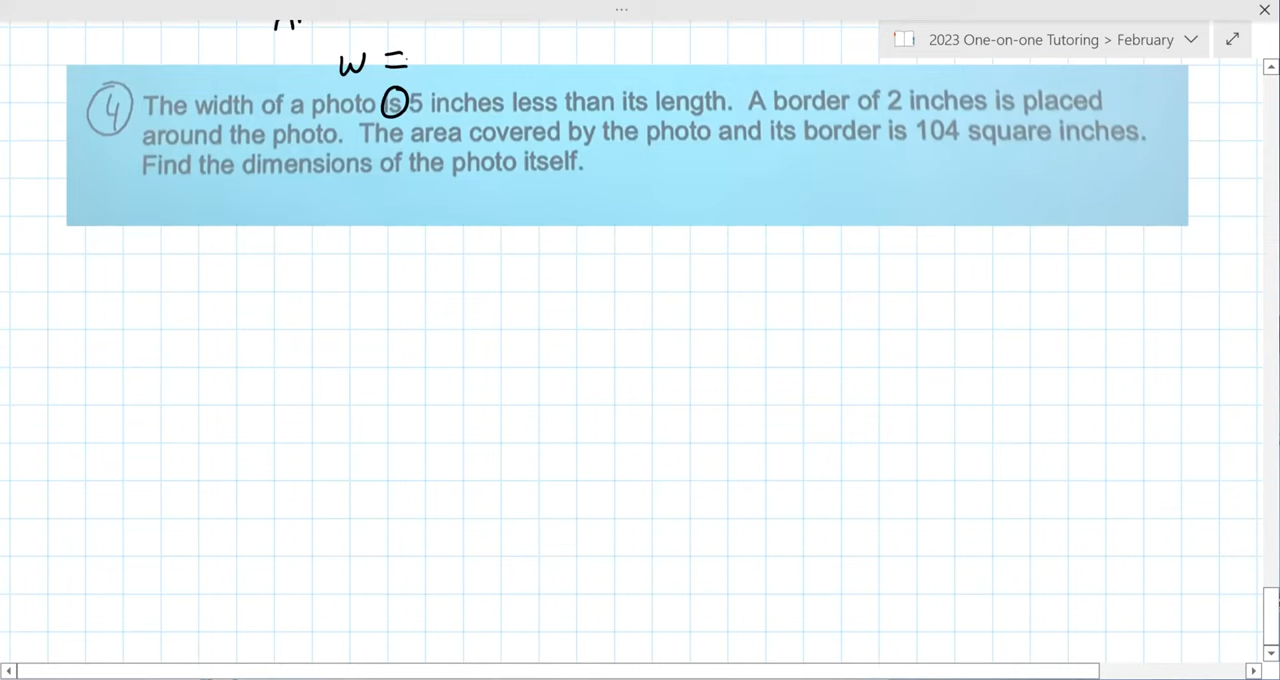 2023 One-on-one Tutoring > February
w =
④ The width of a photo is 5 inches less than its length. A border of 2 inches is placed
around the photo. The area covered by the photo and its border is 104 square inches.
Find the dimensions of the photo itself.